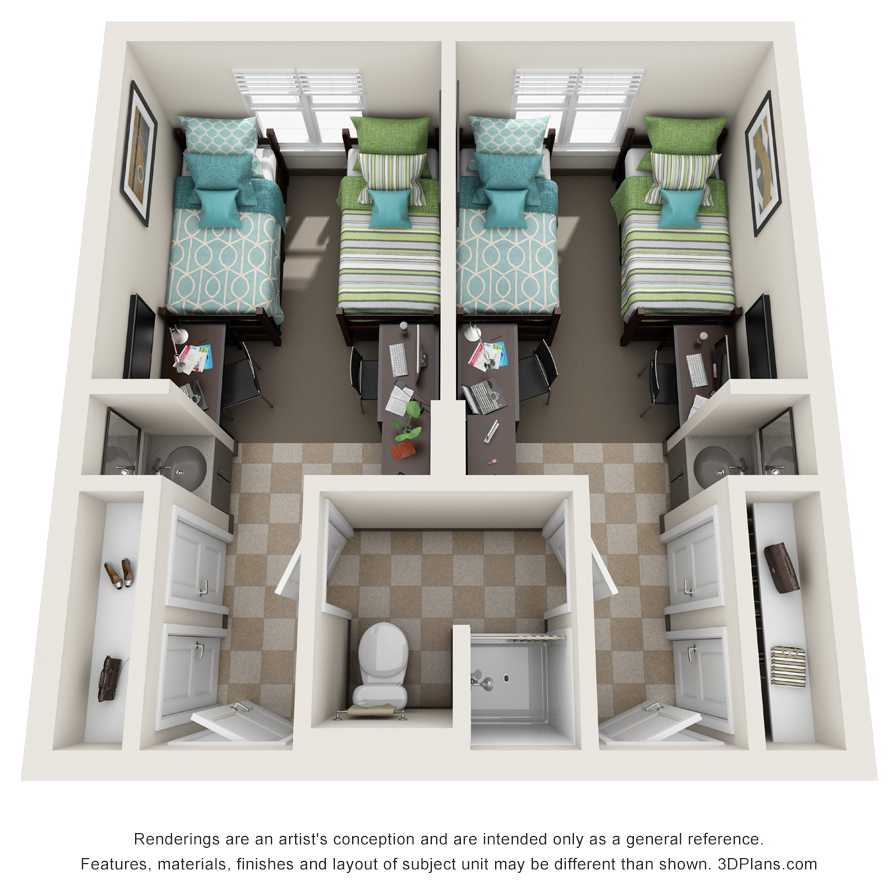 Renderings are an artist's conception and are intended only as a general reference.
Features, materials, finishes and layout of subject unit may be different than shown. 3DPlans.com